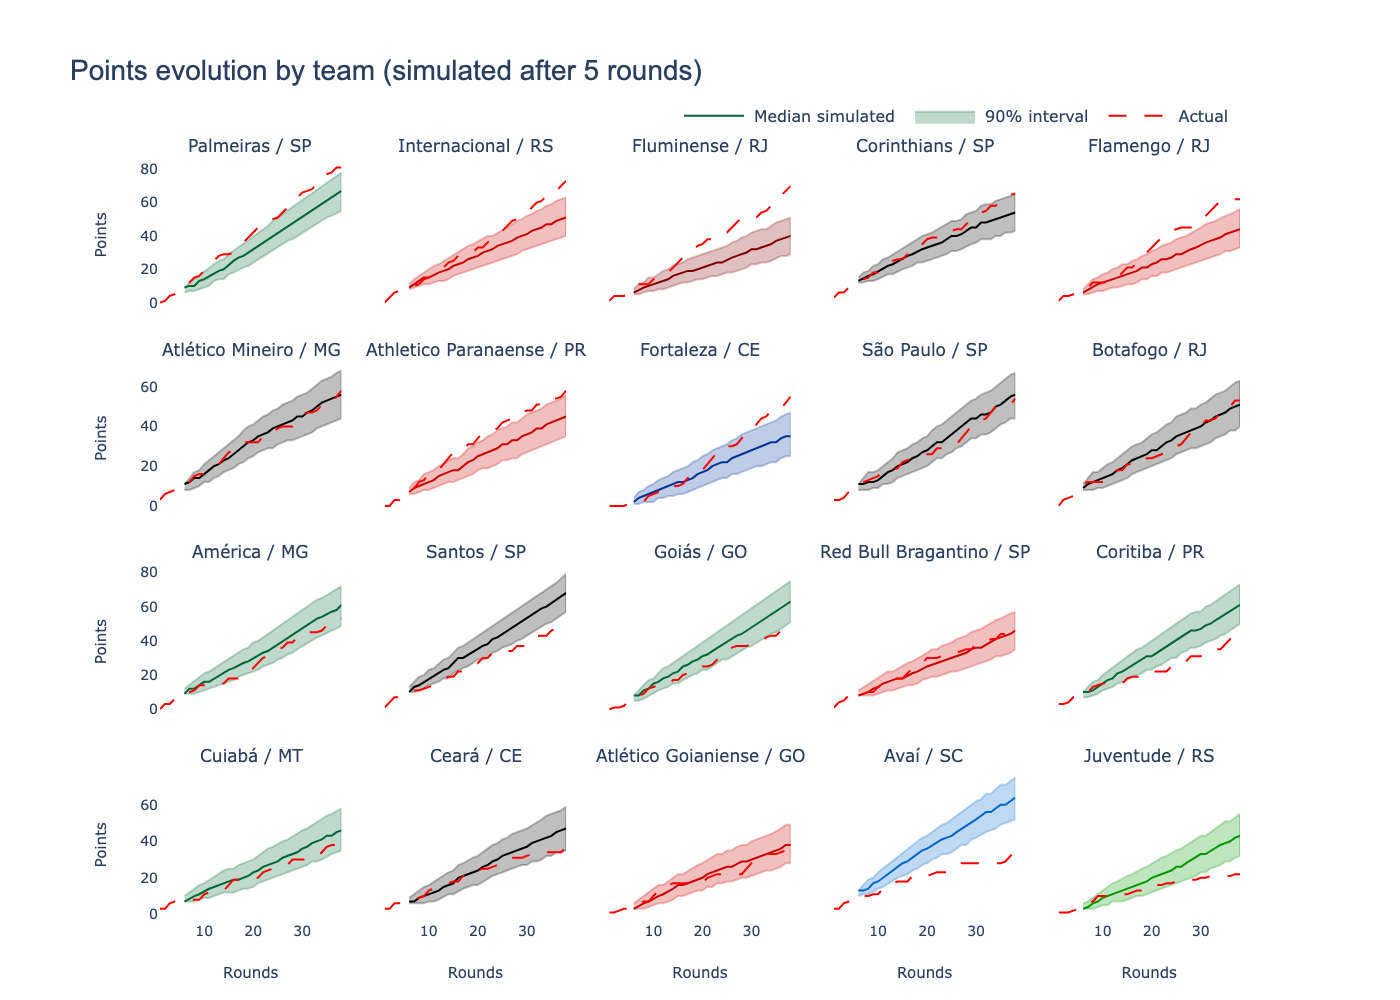 Points evolution by team (simulated after 5 rounds)
Median simulated 90% interval Actual
Palmeiras / SP Internacional / RS Fluminense / RJ Corinthians / SP Flamengo / RJ
80
60
40
20
0
Points
Atlético Mineiro / MG Athletico Paranaense / PR Fortaleza / CE São Paulo / SP Botafogo / RJ
60
40
20
0
Points
América / MG Santos / SP Goiás / GO Red Bull Bragantino / SP Coritiba / PR
80
60
40
20
0
Points
Cuiabá / MT Ceará / CE Atlético Goianiense / GO Avaí / SC Juventude / RS
60
40
20
0
Points
10 20 30 10 20 30 10 20 30 10 20 30 10 20 30
Rounds Rounds Rounds Rounds Rounds